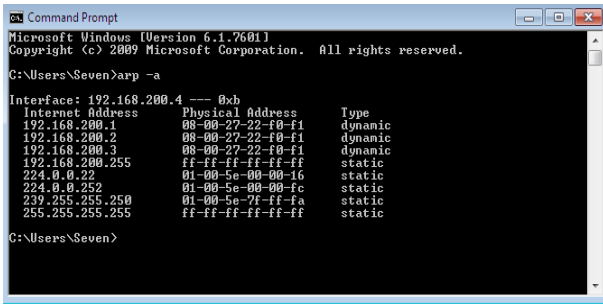 Command Prompt
Microsoft Windows [Version 6.1.7601]
Copyright (c) 2009 Microsoft Corporation.  All rights reserved.
C:\Users\Seven>arp -a
Interface: 192.168.200.4 --- 0xb
Internet Address      Physical Address      Type
192.168.200.1         08-00-27-22-f0-f1     dynamic
192.168.200.2         08-00-27-22-f0-f1     dynamic
192.168.200.3         08-00-27-22-f0-f1     dynamic
192.168.200.255       ff-ff-ff-ff-ff-ff     static
224.0.0.22            01-00-5e-00-00-16     static
224.0.0.252           01-00-5e-00-00-fc     static
239.255.255.250       01-00-5e-7f-ff-fa     static
255.255.255.255       ff-ff-ff-ff-ff-ff     static
C:\Users\Seven>